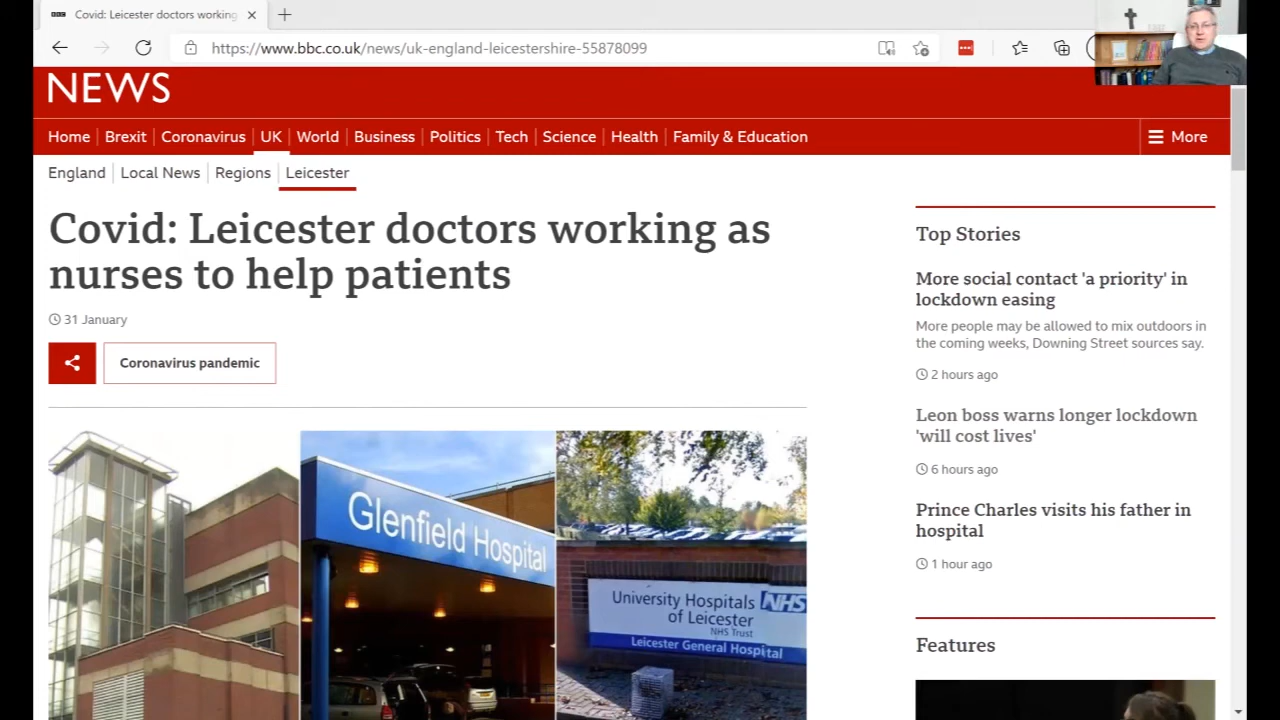 BBC Covid: Leicester doctors working
https://www.bbc.co.uk/news/uk-england-leicestershire-55878099
NEWS
Home
Brexit
Coronavirus
UK
World
Business
Politics
Tech
Science
Health
Family & Education
More
England
Local News
Regions
Leicester
Covid: Leicester doctors working as
nurses to help patients
31 January
Coronavirus pandemic
Glenfield Hospital
University Hospitals NHS
of Leicester
NHS Trust
Leicester General Hospital
Top Stories
More social contact 'a priority' in
lockdown easing
More people may be allowed to mix outdoors in
the coming weeks, Downing Street sources say.
2 hours ago
Leon boss warns longer lockdown
'will cost lives'
6 hours ago
Prince Charles visits his father in
hospital
1 hour ago
Features